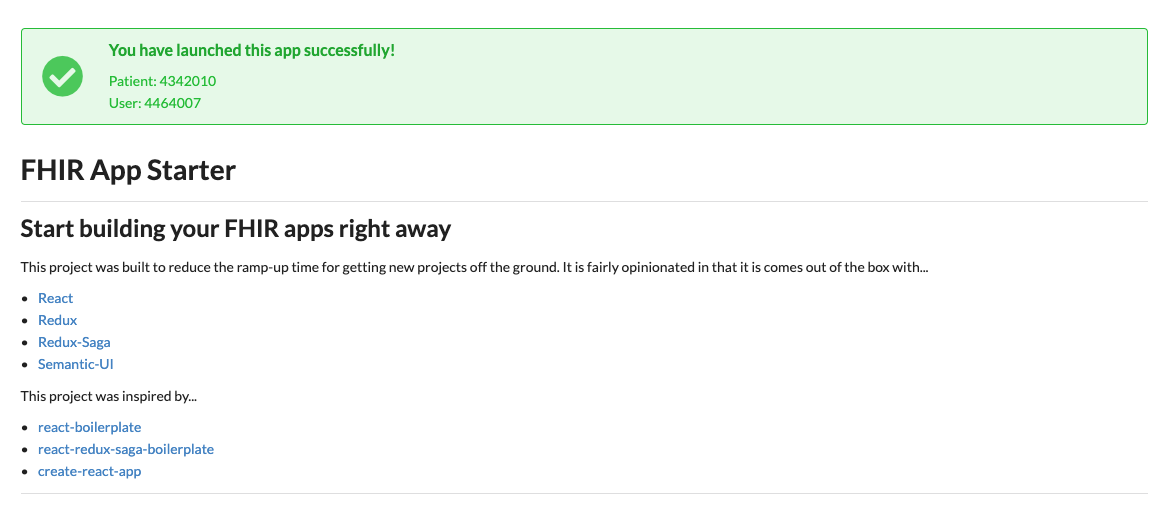 You have launched this app successfully!
Patient: 4342010
User: 4464007
FHIR App Starter
Start building your FHIR apps right away
This project was built to reduce the ramp-up time for getting new projects off the ground. It is fairly opinionated in that it is comes out of the box with...
React
Redux
Redux-Saga
Semantic-UI
This project was inspired by...
react-boilerplate
react-redux-saga-boilerplate
create-react-app